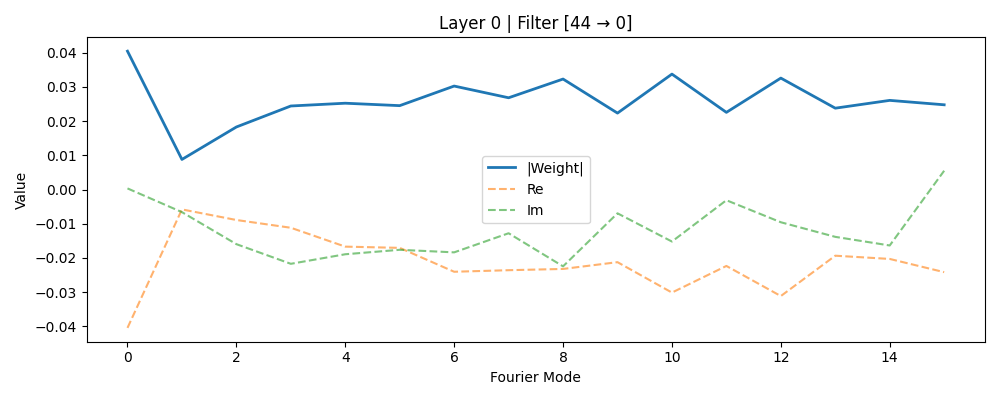 Layer 0 | Filter [44 → 0]
0.04
0.03
0.02
0.01
0.00
−0.01
−0.02
−0.03
−0.04
Value
|Weight|
Re
Im
0 2 4 6 8 10 12 14
Fourier Mode